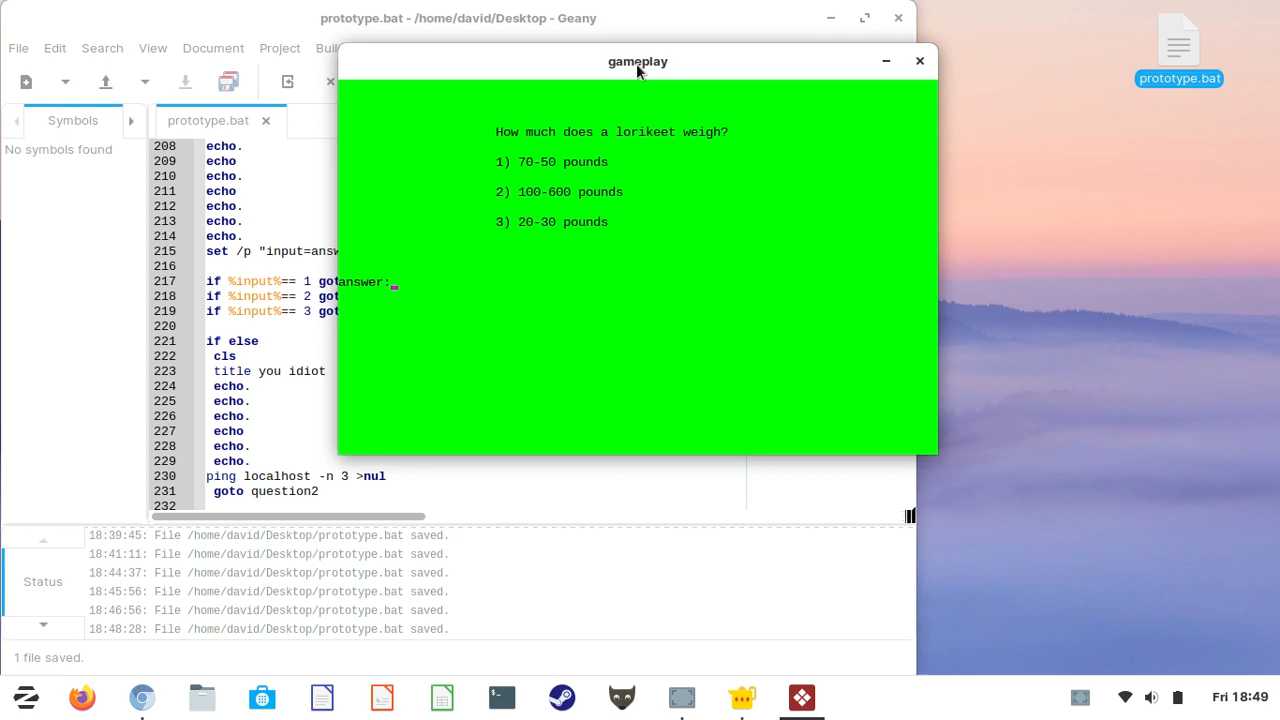 prototype.bat - /home/david/Desktop - Geany
File Edit Search View Document Project Buil
Symbols
prototype.bat
No symbols found
208 echo.
209 echo
210 echo.
211 echo
212 echo.
213 echo.
214 echo.
215 set /p "input=answ
216
217 if %input%== 1 got
218 if %input%== 2 got
219 if %input%== 3 got
220
221 if else
222 cls
223 title you idiot
224 echo.
225 echo.
226 echo.
227 echo
228 echo.
229 echo.
230 ping localhost -n 3 >nul
231 goto question2
232
gameplay
How much does a lorikeet weigh?
1) 70-50 pounds
2) 100-600 pounds
3) 20-30 pounds
answer:
prototype.bat
Status
18:39:45: File /home/david/Desktop/prototype.bat saved.
18:41:11: File /home/david/Desktop/prototype.bat saved.
18:44:37: File /home/david/Desktop/prototype.bat saved.
18:45:56: File /home/david/Desktop/prototype.bat saved.
18:46:56: File /home/david/Desktop/prototype.bat saved.
18:48:28: File /home/david/Desktop/prototype.bat saved.
1 file saved.
Fri 18:49